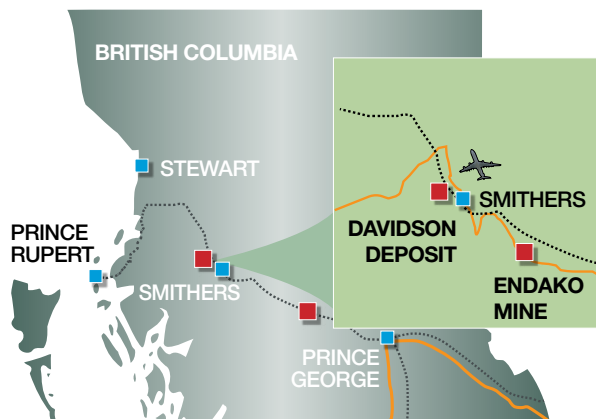 BRITISH COLUMBIA
STEWART
PRINCE
RUPERT
SMITHERS
PRINCE
GEORGE
SMITHERS
DAVIDSON
DEPOSIT
ENDAKO
MINE